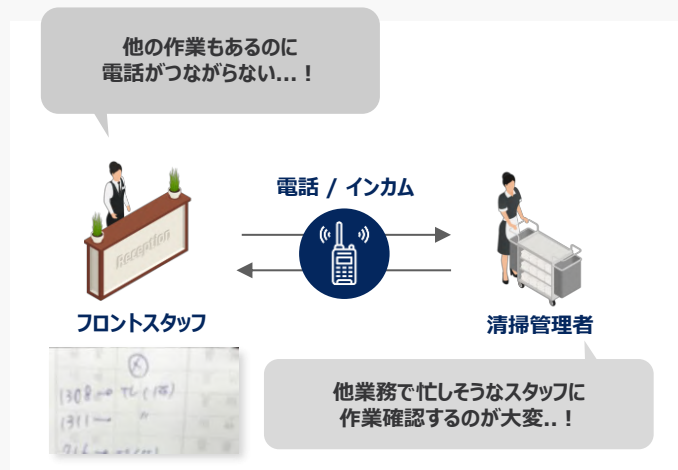 他の作業もあるのに
電話がつながらない…！
電話 / インカム
Reception
フロントスタッフ
清掃管理者
1308→ TL
1311→ 〃
他業務で忙しそうなスタッフに
作業確認するのが大変..！